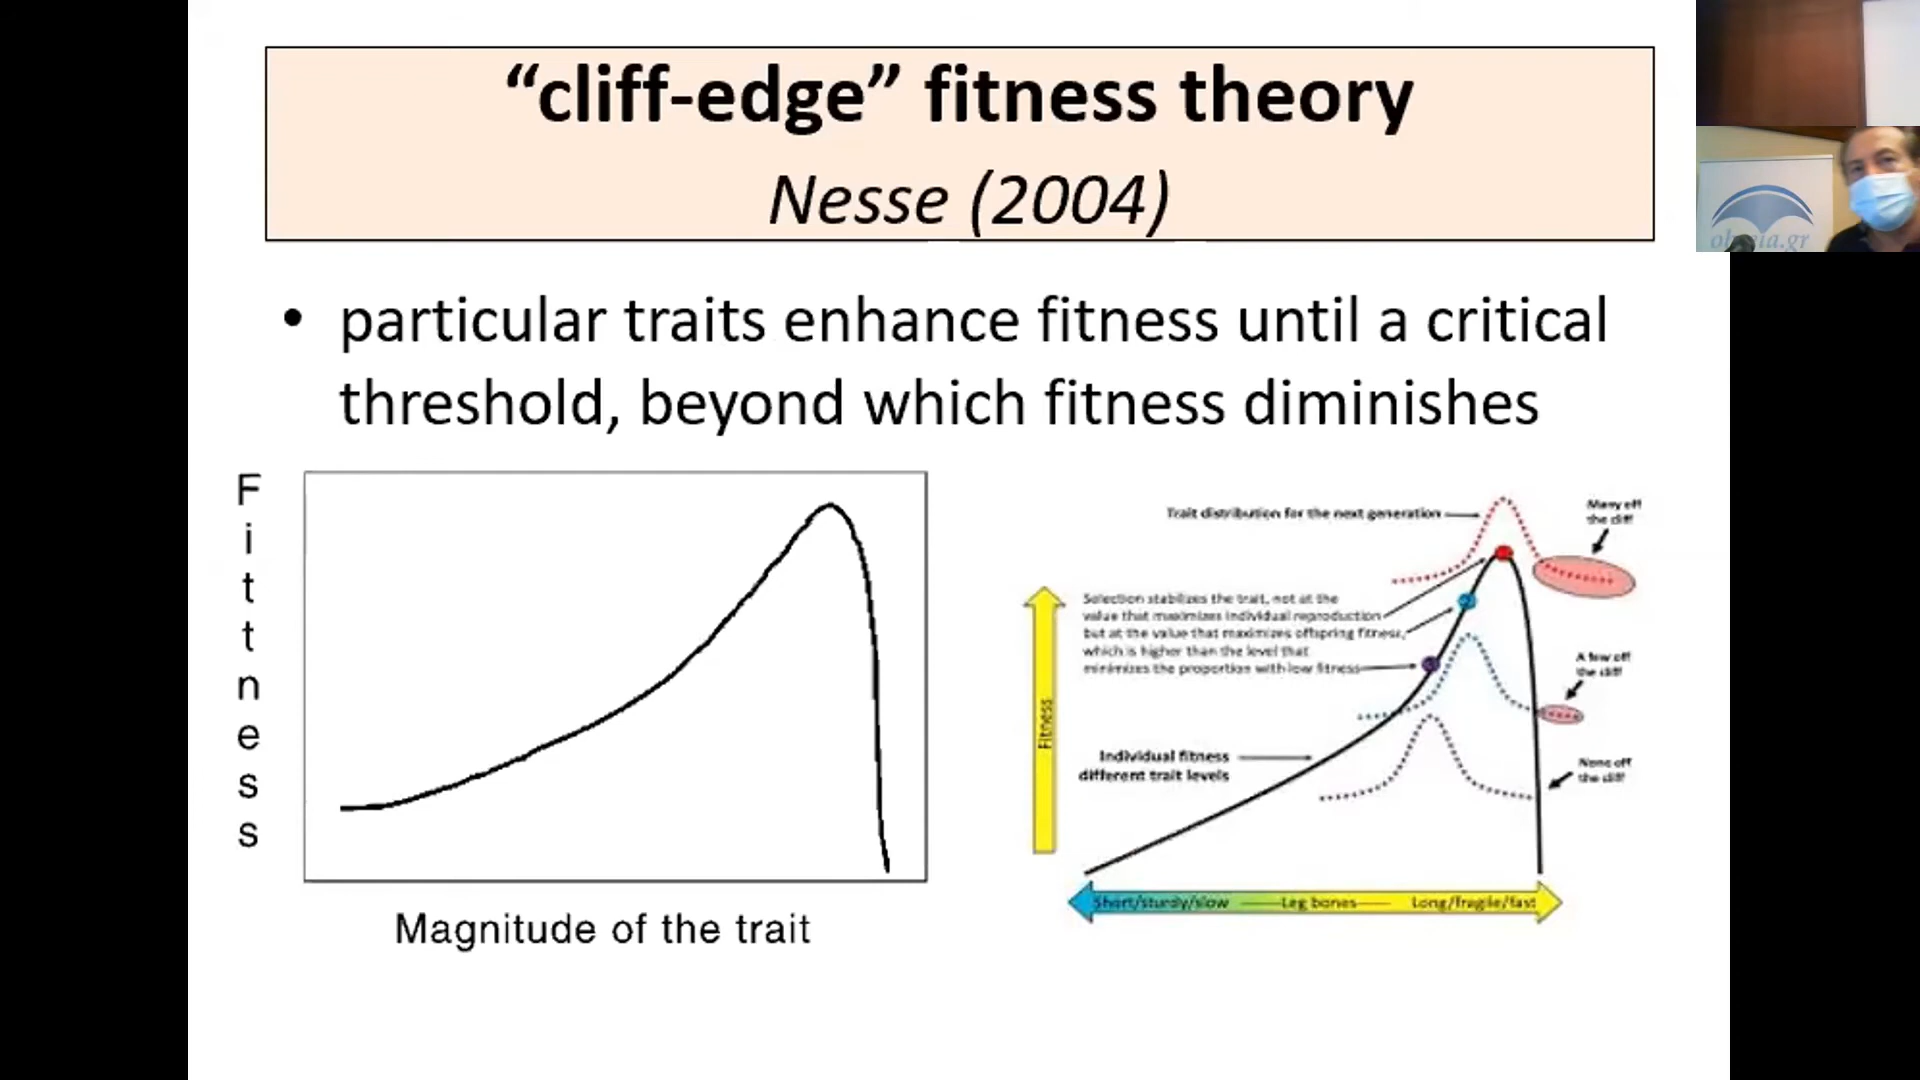 “cliff-edge” fitness theory
Nesse (2004)
• particular traits enhance fitness until a critical
threshold, beyond which fitness diminishes
Fitness
Magnitude of the trait
Trait distribution for the next generation
Many off
the cliff
Selection stabilizes the trait, not at the
value that maximizes individual reproduction
but at the value that maximizes offspring fitness,
which is higher than the level that
minimizes the proportion with low fitness
A few off
the cliff
Fitness
Individual fitness
different trait levels
None off
the cliff
Short/sturdy/slow
Leg bones
Long/fragile/fast